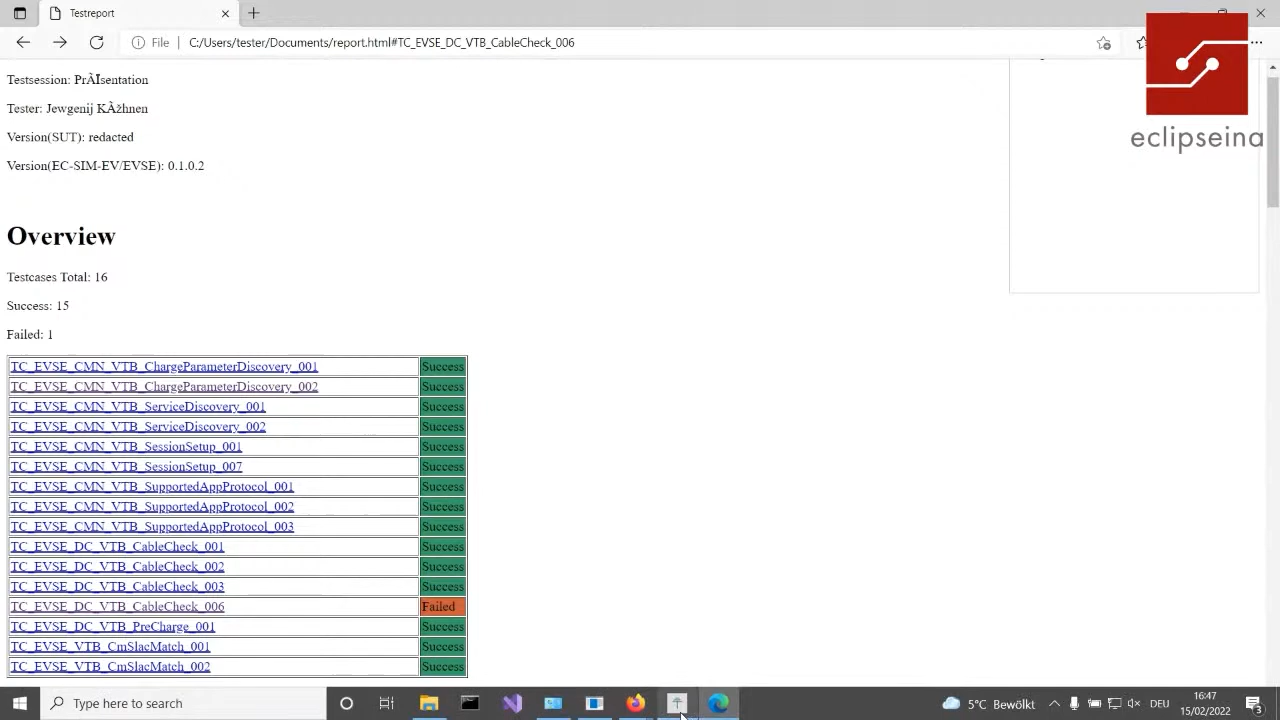 Testreport
File
C:/Users/tester/Documents/report.html#TC_EVSE_DC_VTB_CableCheck_006
eclipseina
Testsession: PrÃ¤sentation
Tester: Jewgenij KÃžhnen
Version(SUT): redacted
Version(EC-SIM-EV/EVSE): 0.1.0.2
Overview
Testcases Total: 16
Success: 15
Failed: 1
TC_EVSE_CMN_VTB_ChargeParameterDiscovery_001 Success
TC_EVSE_CMN_VTB_ChargeParameterDiscovery_002 Success
TC_EVSE_CMN_VTB_ServiceDiscovery_001 Success
TC_EVSE_CMN_VTB_ServiceDiscovery_002 Success
TC_EVSE_CMN_VTB_SessionSetup_001 Success
TC_EVSE_CMN_VTB_SessionSetup_007 Success
TC_EVSE_CMN_VTB_SupportedAppProtocol_001 Success
TC_EVSE_CMN_VTB_SupportedAppProtocol_002 Success
TC_EVSE_CMN_VTB_SupportedAppProtocol_003 Success
TC_EVSE_DC_VTB_CableCheck_001 Success
TC_EVSE_DC_VTB_CableCheck_002 Success
TC_EVSE_DC_VTB_CableCheck_003 Success
TC_EVSE_DC_VTB_CableCheck_006 Failed
TC_EVSE_DC_VTB_PreCharge_001 Success
TC_EVSE_VTB_CmSlacMatch_001 Success
TC_EVSE_VTB_CmSlacMatch_002 Success
Type here to search
5°C Bewölkt
DEU
16:47
15/02/2022
3